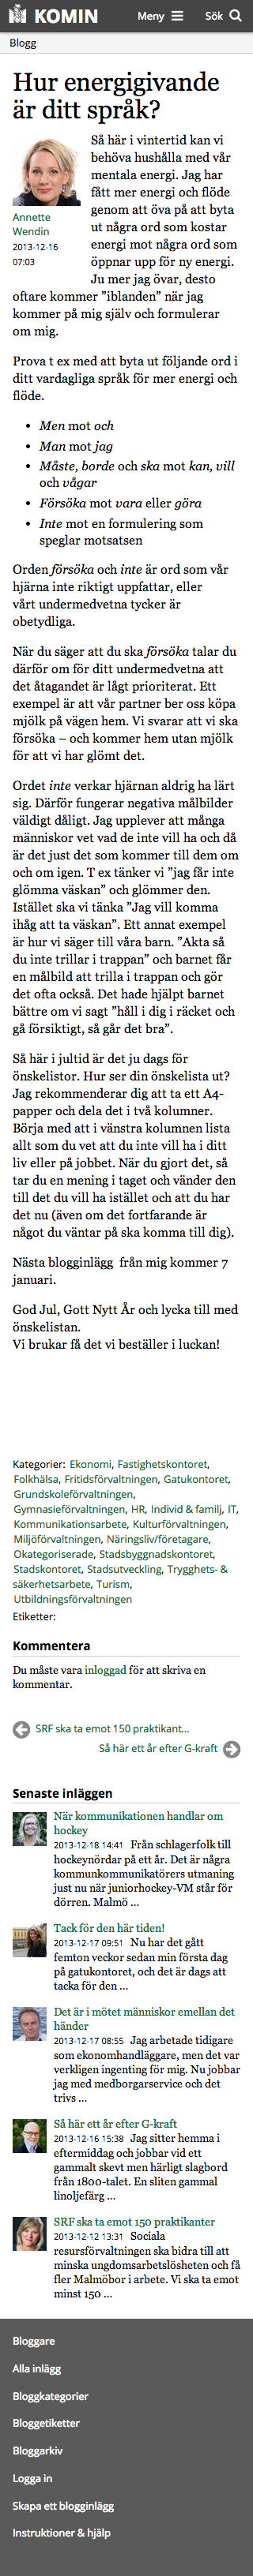 KOMIN
Meny
Sök
Blogg
Hur energigivande
är ditt språk?
Annette
Wendin
2013-12-16
07:03
Så här i vintertid kan vi
behöva hushålla med vår
mentala energi. Jag har
fått mer energi och flöde
genom att öva på att byta
ut några ord som kostar
energi mot några ord som
öppnar upp för ny energi.
Ju mer jag övar, desto
oftare kommer ”iblanden” när jag
kommer på mig själv och formulerar
om mig.
Prova t ex med att byta ut följande ord i
ditt vardagliga språk för mer energi och
flöde.
• Men mot och
• Man mot jag
• Måste, borde och ska mot kan, vill
och vågar
• Försöka mot vara eller göra
• Inte mot en formulering som
speglar motsatsen
Orden försöka och inte är ord som vår
hjärna inte riktigt uppfattar, eller
vårt undermedvetna tycker är
obetydliga.
När du säger att du ska försöka talar du
därför om för ditt undermedvetna att
det åtagandet är lågt prioriterat. Ett
exempel är att vår partner ber oss köpa
mjölk på vägen hem. Vi svarar att vi ska
försöka – och kommer hem utan mjölk
för att vi har glömt det.
Ordet inte verkar hjärnan aldrig ha lärt
sig. Därför fungerar negativa målbilder
väldigt dåligt. Jag upplever att många
människor vet vad de inte vill ha och då
är det just det som kommer till dem om
och om igen. T ex tänker vi ”jag får inte
glömma väskan” och glömmer den.
Istället ska vi tänka ”Jag vill komma
ihåg att ta väskan”. Ett annat exempel
är hur vi säger till våra barn. ”Akta så
du inte trillar i trappan” och barnet får
en målbild att trilla i trappan och gör
det ofta också. Det hade hjälpt barnet
bättre om vi sagt ”håll i dig i räcket och
gå försiktigt, så går det bra”.
Så här i jultid är det ju dags för
önskelistor. Hur ser din önskelista ut?
Jag rekommenderar dig att ta ett A4-
papper och dela det i två kolumner.
Börja med att i vänstra kolumnen lista
allt som du vet att du inte vill ha i ditt
liv eller på jobbet. När du gjort det, så
tar du en mening i taget och vänder den
till det du vill ha istället och att du har
det nu (även om det fortfarande är
något du väntar på ska komma till dig).
Nästa blogginlägg från mig kommer 7
januari.
God Jul, Gott Nytt År och lycka till med
önskelistan.
Vi brukar få det vi beställer i luckan!
Kategorier: Ekonomi, Fastighetskontoret,
Folkhälsa, Fritidsförvaltningen, Gatukontoret,
Grundskoleförvaltningen,
Gymnasieförvaltningen, HR, Individ & familj, IT,
Kommunikationsarbete, Kulturförvaltningen,
Miljöförvaltningen, Näringsliv/företagare,
Okategoriserade, Stadsbyggnadskontoret,
Stadskontoret, Stadsutveckling, Trygghets- &
säkerhetsarbete, Turism,
Utbildningsförvaltningen
Etiketter:
Kommentera
Du måste vara inloggad för att skriva en
kommentar.
SRF ska ta emot 150 praktikant...
Så här ett år efter G-kraft
Senaste inläggen
När kommunikationen handlar om
hockey
2013-12-18 14:41 Från schlagerfolk till
hockeynördar på ett år. Det är några
kommunkommunikatörers utmaning
just nu när juniorhockey-VM står för
dörren. Malmö ...
Tack för den här tiden!
2013-12-17 09:51 Nu har det gått
femton veckor sedan min första dag
på gatukontoret, och det är dags att
tacka för den ...
Det är i mötet människor emellan det
händer
2013-12-17 08:55 Jag arbetade tidigare
som ekonomhandläggare, men det var
verkligen ingenting för mig. Nu jobbar
jag med medborgarservice och det
trivs ...
Så här ett år efter G-kraft
2013-12-16 15:38 Jag sitter hemma i
eftermiddag och jobbar vid ett
gammalt skevt men härligt slagbord
från 1800-talet. En sliten gammal
linoljefärg ...
SRF ska ta emot 150 praktikanter
2013-12-12 13:31 Sociala
resursförvaltningen ska bidra till att
minska ungdomsarbetslösheten och få
fler Malmöbor i arbete. Vi ska ta emot
minst 150 ...
Bloggare
Alla inlägg
Bloggkategorier
Bloggetiketter
Bloggarkiv
Logga in
Skapa ett blogginlägg
Instruktioner & hjälp